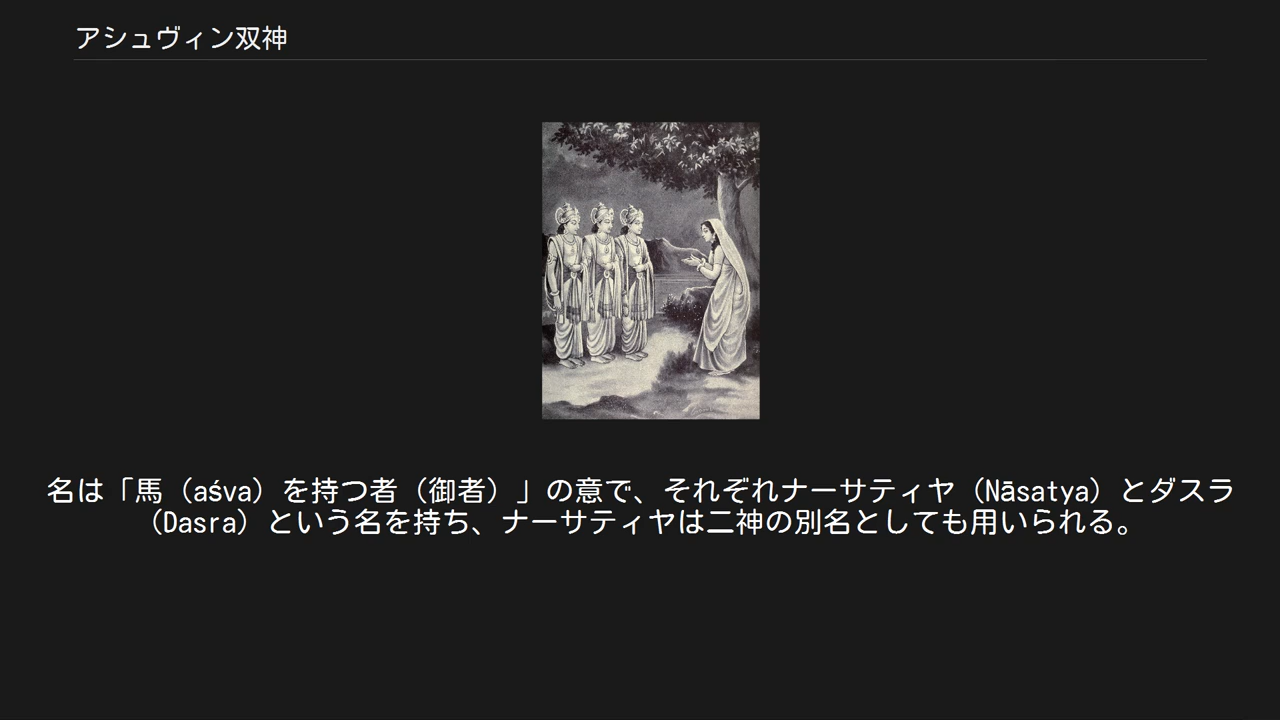 アシュヴィン双神
名は「馬（aśva）を持つ者（御者）」の意で、それぞれナーサティヤ（Nāsatya）とダスラ
（Dasra）という名を持ち、ナーサティヤは二神の別名としても用いられる。